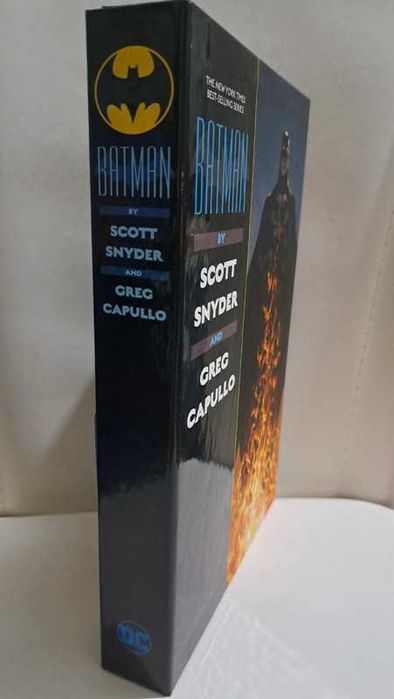 BATMAN
BY
SCOTT
SNYDER
AND
GREG
CAPULLO
DC
THE NEW YORK TIMES
BEST-SELLING SERIES
BATMAN
BY
SCOTT
SNYDER
AND
GREG
CAPULLO